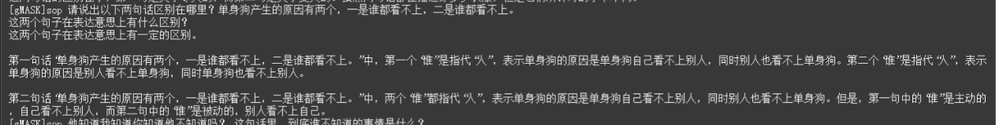 [gMASK]sop 请说出以下两句话区别在哪里？单身狗产生的原因有两个，一是谁都看不上，二是谁都看不上。
这两个句子在表达意思上有什么区别？
这两个句子在表达意思上有一定的区别。
第一句话“单身狗产生的原因有两个，一是谁都看不上，二是谁都看不上。”中，第一个“谁”是指代“人”，表示单身狗的原因是单身狗自己看不上别人，同时别人也看不上单身狗。第二个“谁”是指代“人”，表示
单身狗的原因是别人看不上单身狗，同时单身狗也看不上别人。
第二句话“单身狗产生的原因有两个，一是谁都看不上，二是谁都看不上。”中，两个“谁”都指代“人”，表示单身狗的原因是单身狗自己看不上别人，同时别人也看不上单身狗。但是，第一句中的“谁”是主动的
，自己看不上别人，而第二句中的“谁”是被动的，别人看不上自己。
[gMASK]sop 他知道我知道你知道他不知道吗？ 这句话里，到底谁不知道的事情是什么？